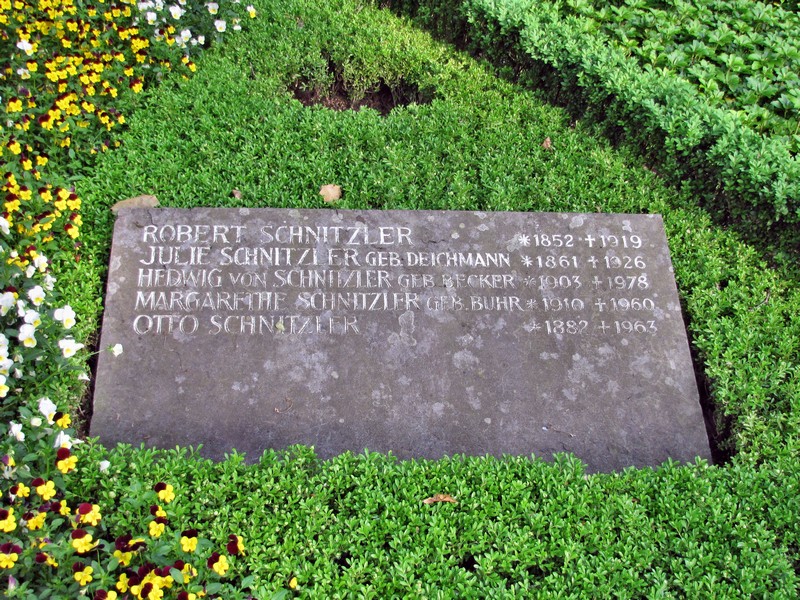 ROBERT SCHNITZLER *1852 +1919
JULIE SCHNITZLER GEB. DEICHMANN *1861 +1926
HEDWIG VON SCHNITZLER GEB. BECKER *1903 +1978
MARGARETHE SCHNITZLER GEB. BUHR *1910 +1960
OTTO SCHNITZLER *1882 +1963